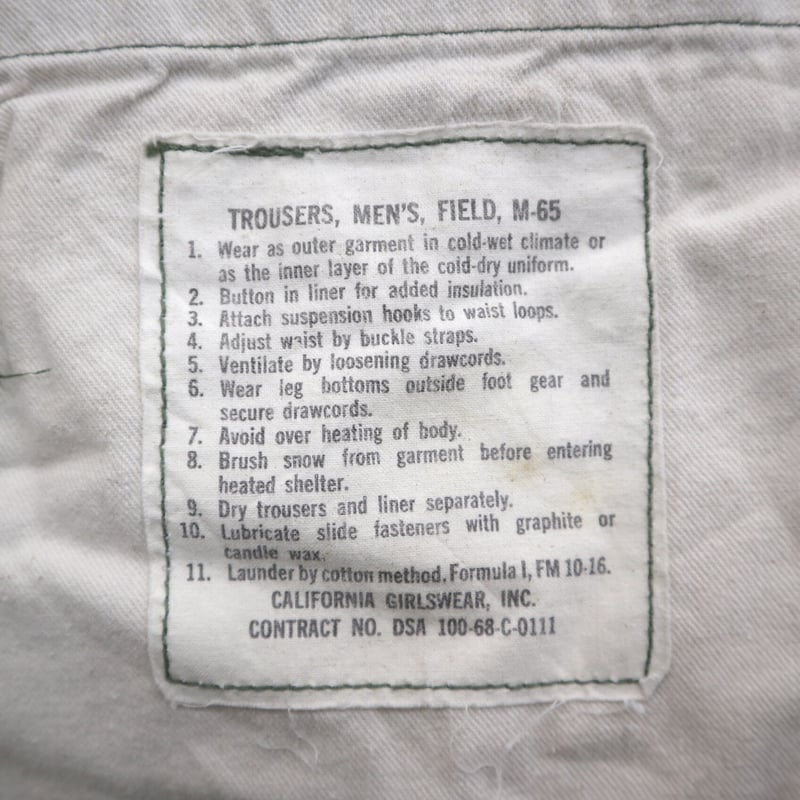 TROUSERS, MEN'S, FIELD, M-65
1. Wear as outer garment in cold-wet climate or
as the inner layer of the cold-dry uniform.
2. Button in liner for added insulation.
3. Attach suspension hooks to waist loops.
4. Adjust waist by buckle straps.
5. Ventilate by loosening drawcords.
6. Wear leg bottoms outside foot gear and
secure drawcords.
7. Avoid over heating of body.
8. Brush snow from garment before entering
heated shelter.
9. Dry trousers and liner separately.
10. Lubricate slide fasteners with graphite or
candle wax.
11. Launder by cotton method, Formula I, FM 10-16.
CALIFORNIA GIRLSWEAR, INC.
CONTRACT NO. DSA 100-68-C-0111